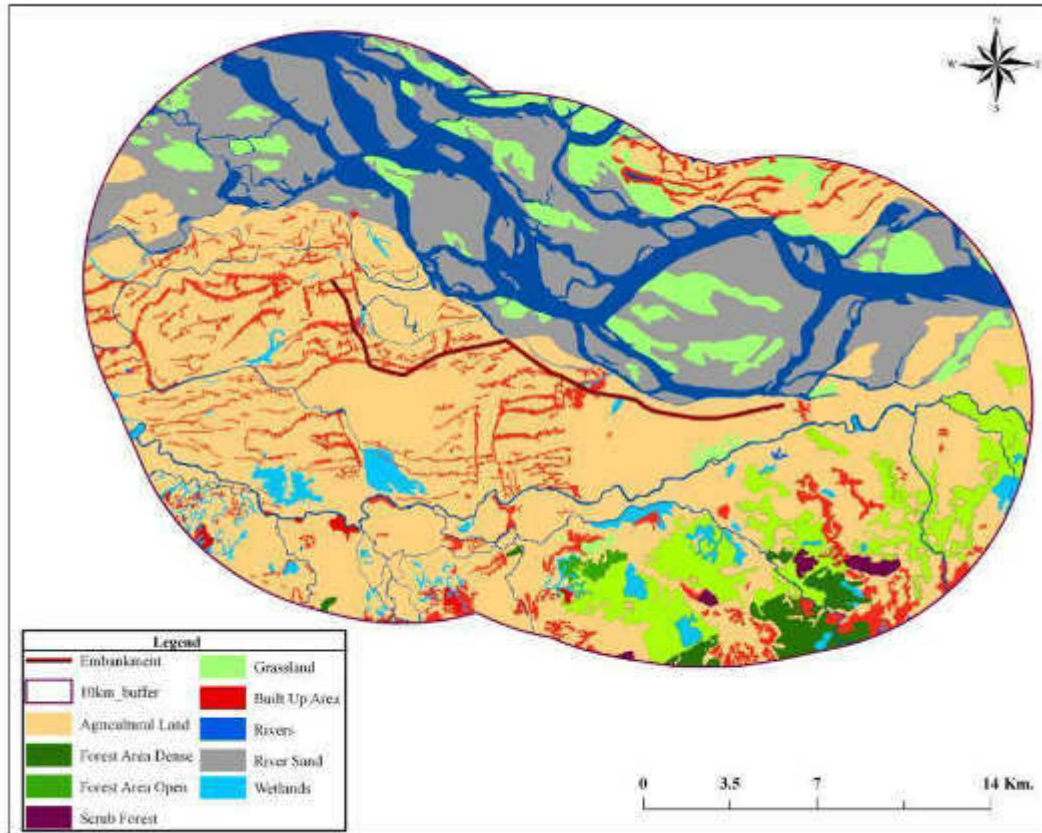 N
W E
S
Legend
Embankment
10km_buffer
Agricultural Land
Forest Area Dense
Forest Area Open
Scrub Forest
Grassland
Built Up Area
Rivers
River Sand
Wetlands
0 3.5 7 14 Km.